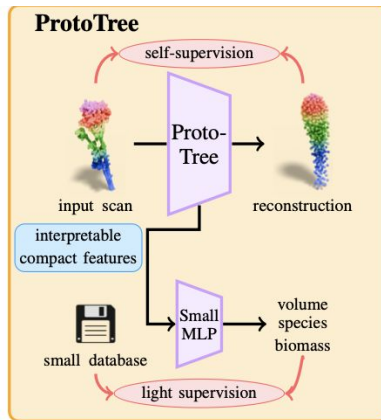 ProtoTree
self-supervision
Proto-
Tree
input scan
reconstruction
interpretable
compact features
Small
MLP
volume
species
biomass
small database
light supervision